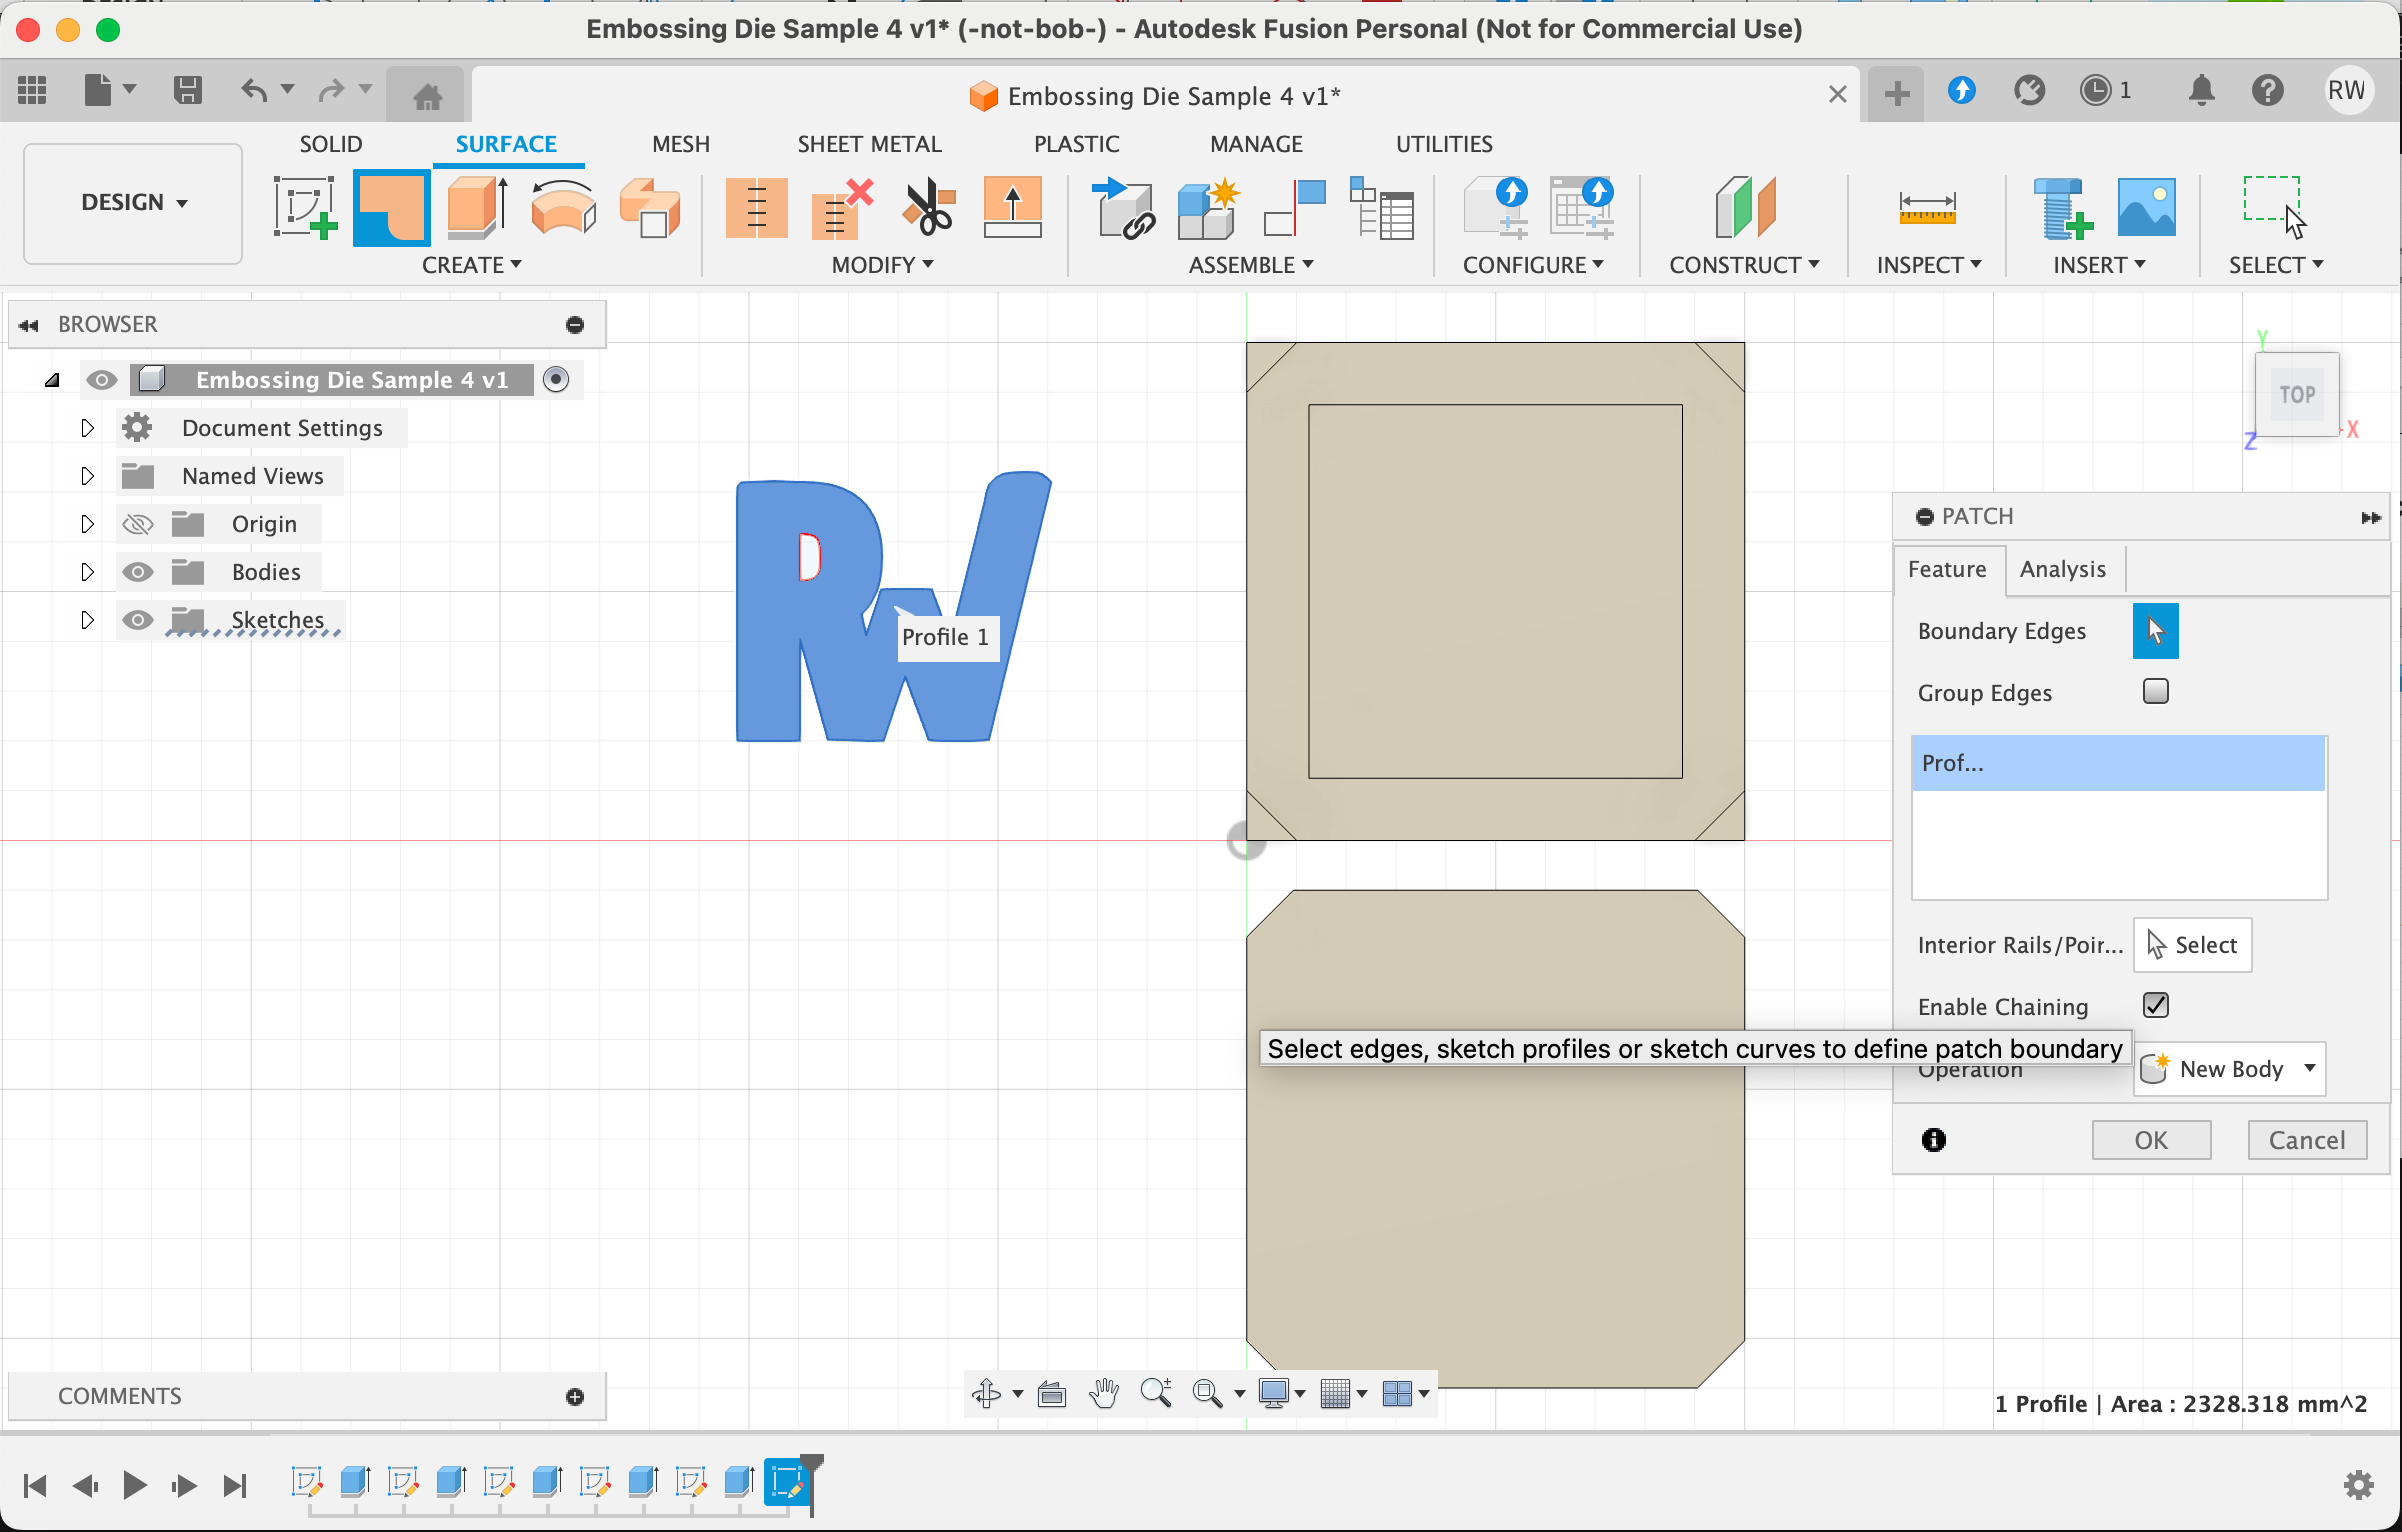 Embossing Die Sample 4 v1* (-not-bob-) - Autodesk Fusion Personal (Not for Commercial Use)
Embossing Die Sample 4 v1*
1
RW
DESIGN
SOLID
SURFACE
MESH
SHEET METAL
PLASTIC
MANAGE
UTILITIES
CREATE
MODIFY
ASSEMBLE
CONFIGURE
CONSTRUCT
INSPECT
INSERT
SELECT
BROWSER
Embossing Die Sample 4 v1
Document Settings
Named Views
Origin
Bodies
Sketches
RW
Profile 1
Y
TOP
X
Z
PATCH
Feature
Analysis
Boundary Edges
Group Edges
Prof...
Interior Rails/Poir...
Select
Enable Chaining
Select edges, sketch profiles or sketch curves to define patch boundary
Operation
New Body
OK
Cancel
COMMENTS
1 Profile | Area : 2328.318 mm^2